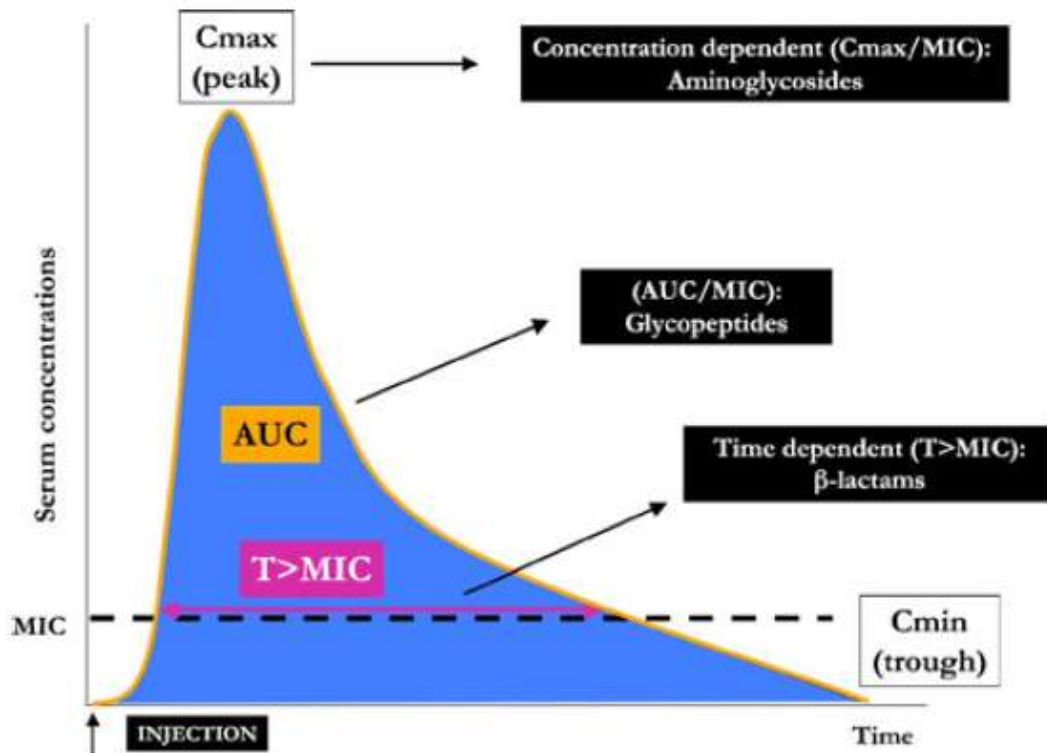 Cmax
(peak)
Concentration dependent (Cmax/MIC):
Aminoglycosides
Serum concentrations
(AUC/MIC):
Glycopeptides
AUC
Time dependent (T>MIC):
β-lactams
T>MIC
MIC
Cmin
(trough)
INJECTION
Time